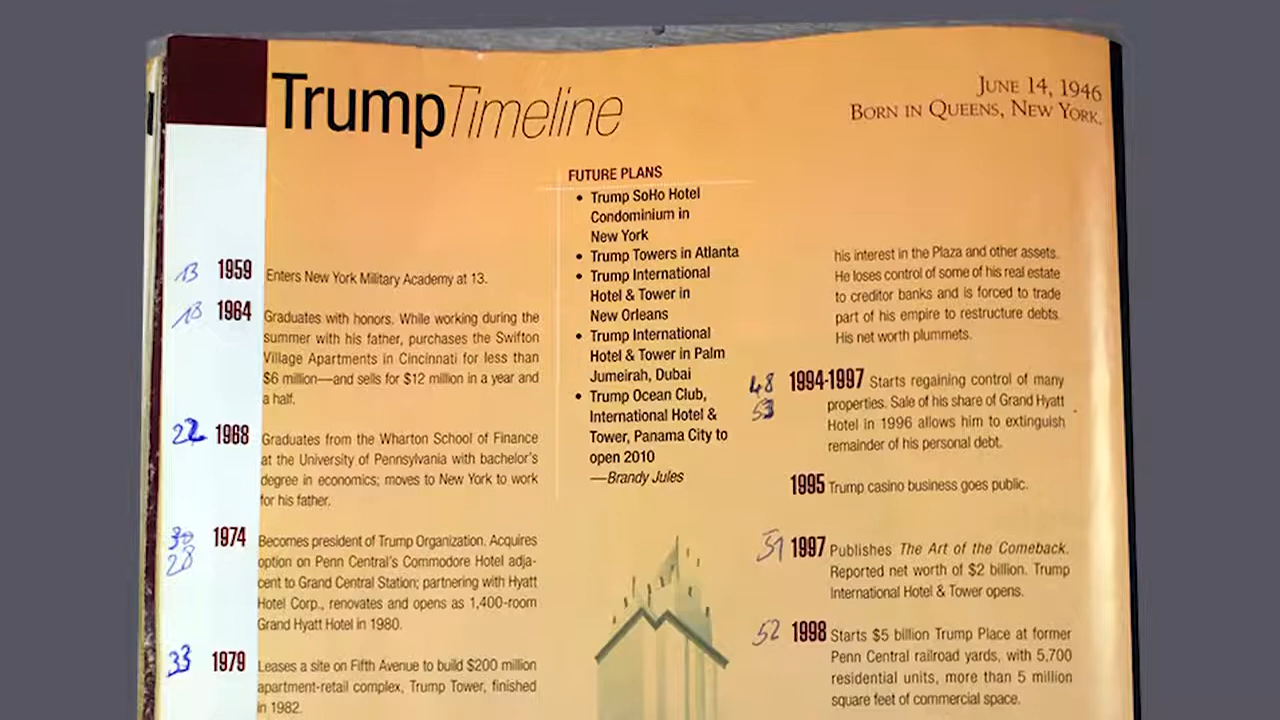 TrumpTimeline
JUNE 14, 1946
BORN IN QUEENS, NEW YORK.
13 1959 Enters New York Military Academy at 13.
18 1964 Graduates with honors. While working during the
summer with his father, purchases the Swifton
Village Apartments in Cincinnati for less than
$6 million—and sells for $12 million in a year and
a half.
22 1968 Graduates from the Wharton School of Finance
at the University of Pennsylvania with bachelor's
degree in economics; moves to New York to work
for his father.
30 1974 Becomes president of Trump Organization. Acquires
28 option on Penn Central's Commodore Hotel adja-
cent to Grand Central Station; partnering with Hyatt
Hotel Corp., renovates and opens as 1,400-room
Grand Hyatt Hotel in 1980.
33 1979 Leases a site on Fifth Avenue to build $200 million
apartment-retail complex, Trump Tower, finished
in 1982.
FUTURE PLANS
• Trump SoHo Hotel
Condominium in
New York
• Trump Towers in Atlanta
• Trump International
Hotel & Tower in
New Orleans
• Trump International
Hotel & Tower in Palm
Jumeirah, Dubai
• Trump Ocean Club,
International Hotel &
Tower, Panama City to
open 2010
—Brandy Jules
his interest in the Plaza and other assets.
He loses control of some of his real estate
to creditor banks and is forced to trade
part of his empire to restructure debts.
His net worth plummets.
48 1994-1997 Starts regaining control of many
53 properties. Sale of his share of Grand Hyatt
Hotel in 1996 allows him to extinguish
remainder of his personal debt.
1995 Trump casino business goes public.
51 1997 Publishes The Art of the Comeback.
Reported net worth of $2 billion. Trump
International Hotel & Tower opens.
52 1998 Starts $5 billion Trump Place at former
Penn Central railroad yards, with 5,700
residential units, more than 5 million
square feet of commercial space.